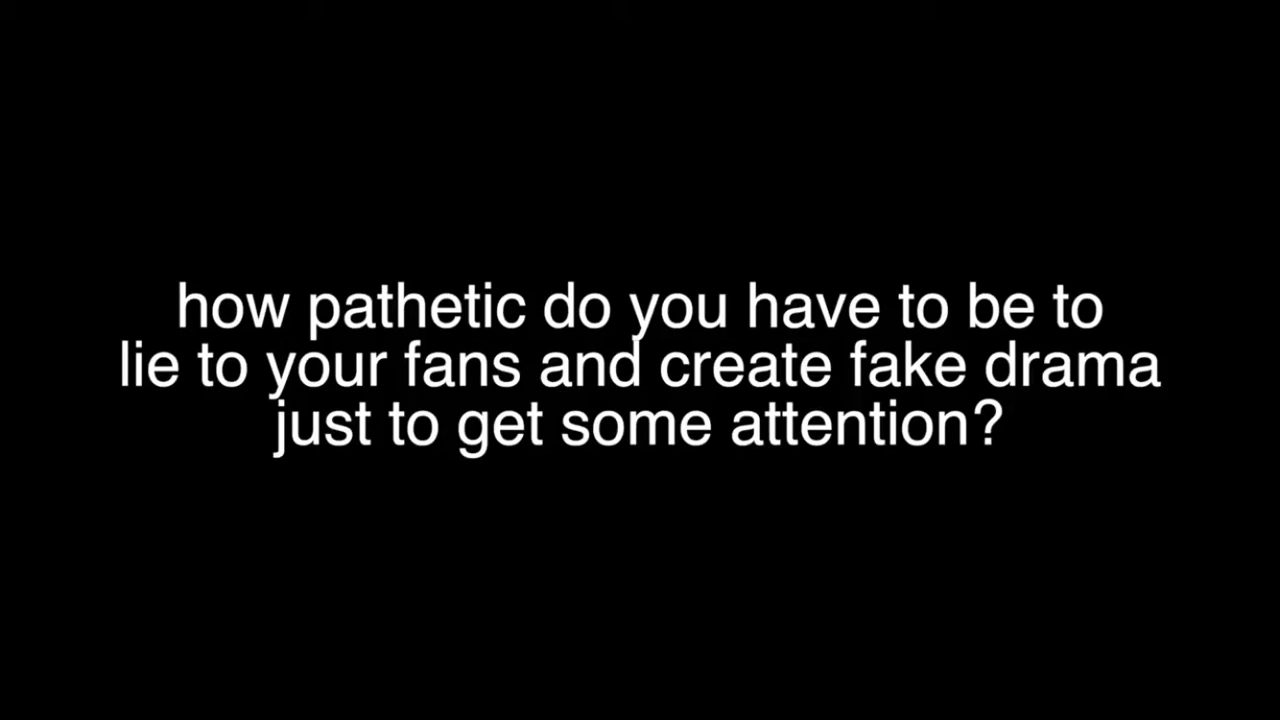 how pathetic do you have to be to
lie to your fans and create fake drama
just to get some attention?